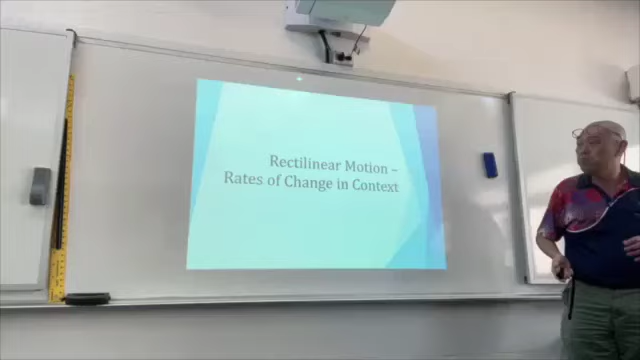 Rectilinear Motion –
Rates of Change in Context